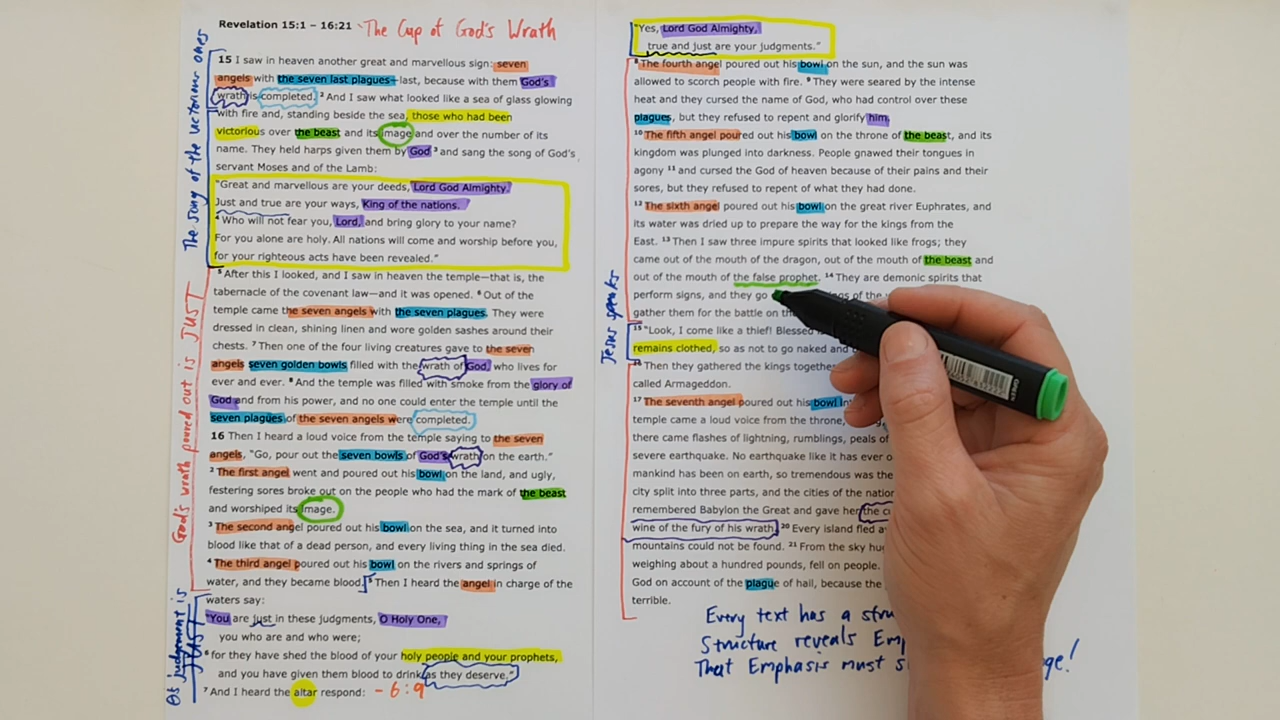 Revelation 15:1 – 16:21 The Cup of God's Wrath
The song of the victorious ones
God's wrath poured out is JUST
judgement is JUST
15 I saw in heaven another great and marvellous sign: seven
angels with the seven last plagues—last, because with them God's
wrath is completed. 2 And I saw what looked like a sea of glass glowing
with fire and, standing beside the sea, those who had been
victorious over the beast and its image and over the number of its
name. They held harps given them by God 3 and sang the song of God's
servant Moses and of the Lamb:
"Great and marvellous are your deeds, Lord God Almighty.
Just and true are your ways, King of the nations.
4 Who will not fear you, Lord, and bring glory to your name?
For you alone are holy. All nations will come and worship before you,
for your righteous acts have been revealed."
5 After this I looked, and I saw in heaven the temple—that is, the
tabernacle of the covenant law—and it was opened. 6 Out of the
temple came the seven angels with the seven plagues. They were
dressed in clean, shining linen and wore golden sashes around their
chests. 7 Then one of the four living creatures gave to the seven
angels seven golden bowls filled with the wrath of God, who lives for
ever and ever. 8 And the temple was filled with smoke from the glory of
God and from his power, and no one could enter the temple until the
seven plagues of the seven angels were completed.
16 Then I heard a loud voice from the temple saying to the seven
angels, "Go, pour out the seven bowls of God's wrath on the earth."
2 The first angel went and poured out his bowl on the land, and ugly,
festering sores broke out on the people who had the mark of the beast
and worshiped its image.
3 The second angel poured out his bowl on the sea, and it turned into
blood like that of a dead person, and every living thing in the sea died.
4 The third angel poured out his bowl on the rivers and springs of
water, and they became blood. 5 Then I heard the angel in charge of the
waters say:
"You are just in these judgments, O Holy One,
you who are and who were;
6 for they have shed the blood of your holy people and your prophets,
and you have given them blood to drink as they deserve."
7 And I heard the altar respond: - 6:9
"Yes, Lord God Almighty,
true and just are your judgments."
8 The fourth angel poured out his bowl on the sun, and the sun was
allowed to scorch people with fire. 9 They were seared by the intense
heat and they cursed the name of God, who had control over these
plagues, but they refused to repent and glorify him.
10 The fifth angel poured out his bowl on the throne of the beast, and its
kingdom was plunged into darkness. People gnawed their tongues in
agony 11 and cursed the God of heaven because of their pains and their
sores, but they refused to repent of what they had done.
12 The sixth angel poured out his bowl on the great river Euphrates, and
its water was dried up to prepare the way for the kings from the
East. 13 Then I saw three impure spirits that looked like frogs; they
came out of the mouth of the dragon, out of the mouth of the beast and
out of the mouth of the false prophet. 14 They are demonic spirits that
perform signs, and they go of the
gather them for the battle on
Jesus speaks
15 "Look, I come like a thief! Blessed
remains clothed, so as not to go naked and
16 Then they gathered the kings together
called Armageddon.
17 The seventh angel poured out his bowl
temple came a loud voice from the throne,
there came flashes of lightning, rumblings, peals of
severe earthquake. No earthquake like it has ever
mankind has been on earth, so tremendous was the
city split into three parts, and the cities of the
remembered Babylon the Great and gave her the
wine of the fury of his wrath. 20 Every island fled
mountains could not be found. 21 From the sky
weighing about a hundred pounds, fell on people.
God on account of the plague of hail, because the
terrible.
Every text has a
Structure reveals
That Emphasis must